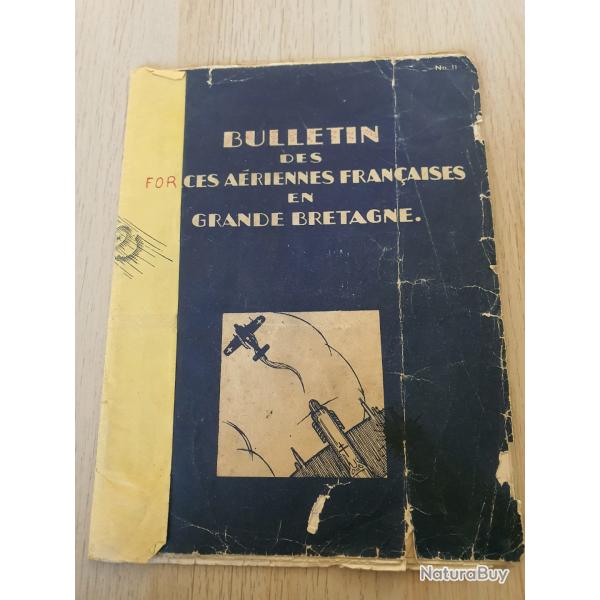 No. 11
BULLETIN
DES
FORCES AÉRIENNES FRANÇAISES
EN
GRANDE BRETAGNE.
NaturaBuy